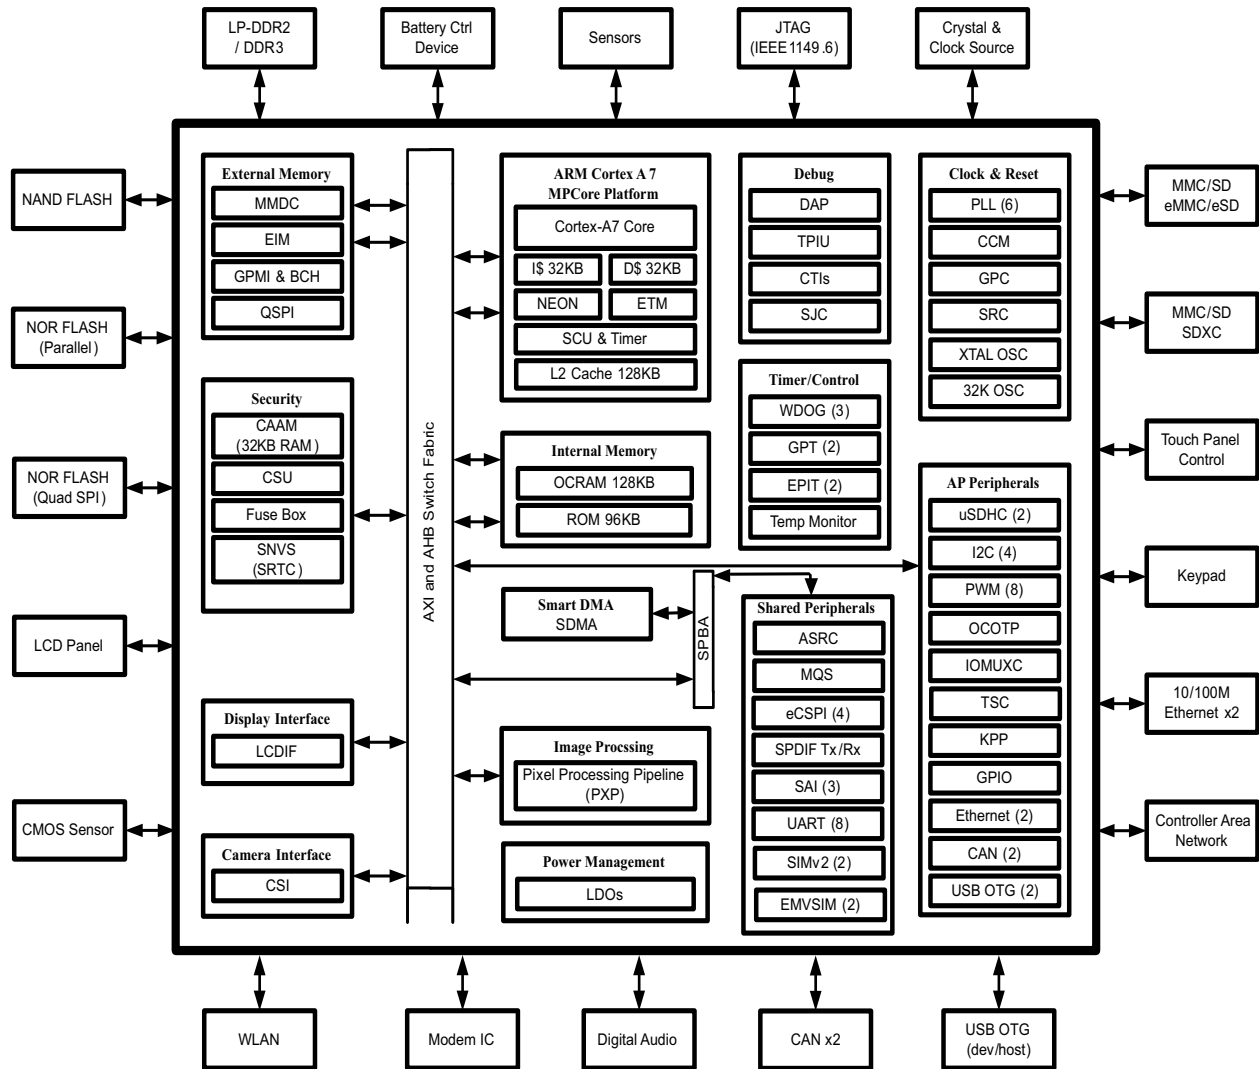 LP-DDR2
/ DDR3
Battery Ctrl
Device
Sensors
JTAG
(IEEE1149.6)
Crystal &
Clock Source
NAND FLASH
NOR FLASH
(Parallel)
NOR FLASH
(Quad SPI)
LCD Panel
CMOS Sensor
External Memory
MMDC
EIM
GPMI & BCH
QSPI
Security
CAAM
(32KB RAM)
CSU
Fuse Box
SNVS
(SRTC)
Display Interface
LCDIF
Camera Interface
CSI
AXI and AHB Switch Fabric
ARM Cortex A 7
MPCore Platform
Cortex-A7 Core
I$ 32KB
D$ 32KB
NEON
ETM
SCU & Timer
L2 Cache 128KB
Internal Memory
OCRAM 128KB
ROM 96KB
Smart DMA
SDMA
SPBA
Image Procssing
Pixel Processing Pipeline
(PXP)
Power Management
LDOs
Debug
DAP
TPIU
CTIs
SJC
Timer/Control
WDOG (3)
GPT (2)
EPIT (2)
Temp Monitor
Shared Peripherals
ASRC
MQS
eCSPI (4)
SPDIF Tx/Rx
SAI (3)
UART (8)
SIMv2 (2)
EMVSIM (2)
Clock & Reset
PLL (6)
CCM
GPC
SRC
XTAL OSC
32K OSC
AP Peripherals
uSDHC (2)
I2C (4)
PWM (8)
OCOTP
IOMUXC
TSC
KPP
GPIO
Ethernet (2)
CAN (2)
USB OTG (2)
MMC/SD
eMMC/eSD
MMC/SD
SDXC
Touch Panel
Control
Keypad
10/100M
Ethernet x2
Controller Area
Network
WLAN
Modem IC
Digital Audio
CAN x2
USB OTG
(dev/host)